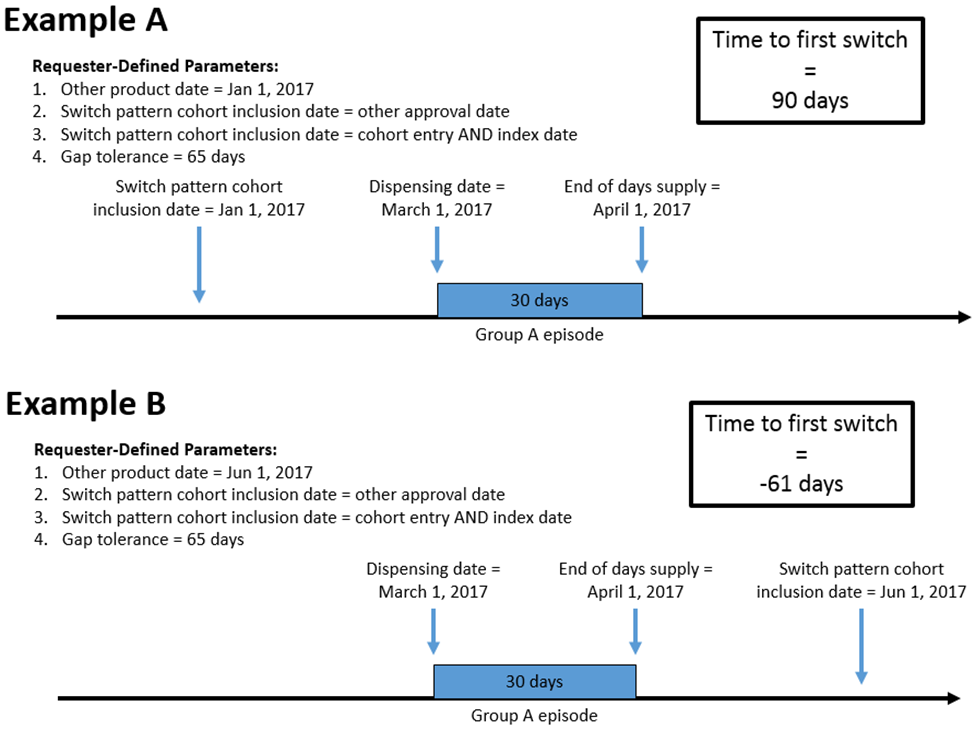 Example A
Time to first switch
=
90 days
Requester-Defined Parameters:
1. Other product date = Jan 1, 2017
2. Switch pattern cohort inclusion date = other approval date
3. Switch pattern cohort inclusion date = cohort entry AND index date
4. Gap tolerance = 65 days
Switch pattern cohort
inclusion date = Jan 1, 2017
Dispensing date =
March 1, 2017
End of days supply =
April 1, 2017
30 days
Group A episode
Example B
Time to first switch
=
-61 days
Requester-Defined Parameters:
1. Other product date = Jun 1, 2017
2. Switch pattern cohort inclusion date = other approval date
3. Switch pattern cohort inclusion date = cohort entry AND index date
4. Gap tolerance = 65 days
Dispensing date =
March 1, 2017
End of days supply =
April 1, 2017
Switch pattern cohort
inclusion date = Jun 1, 2017
30 days
Group A episode